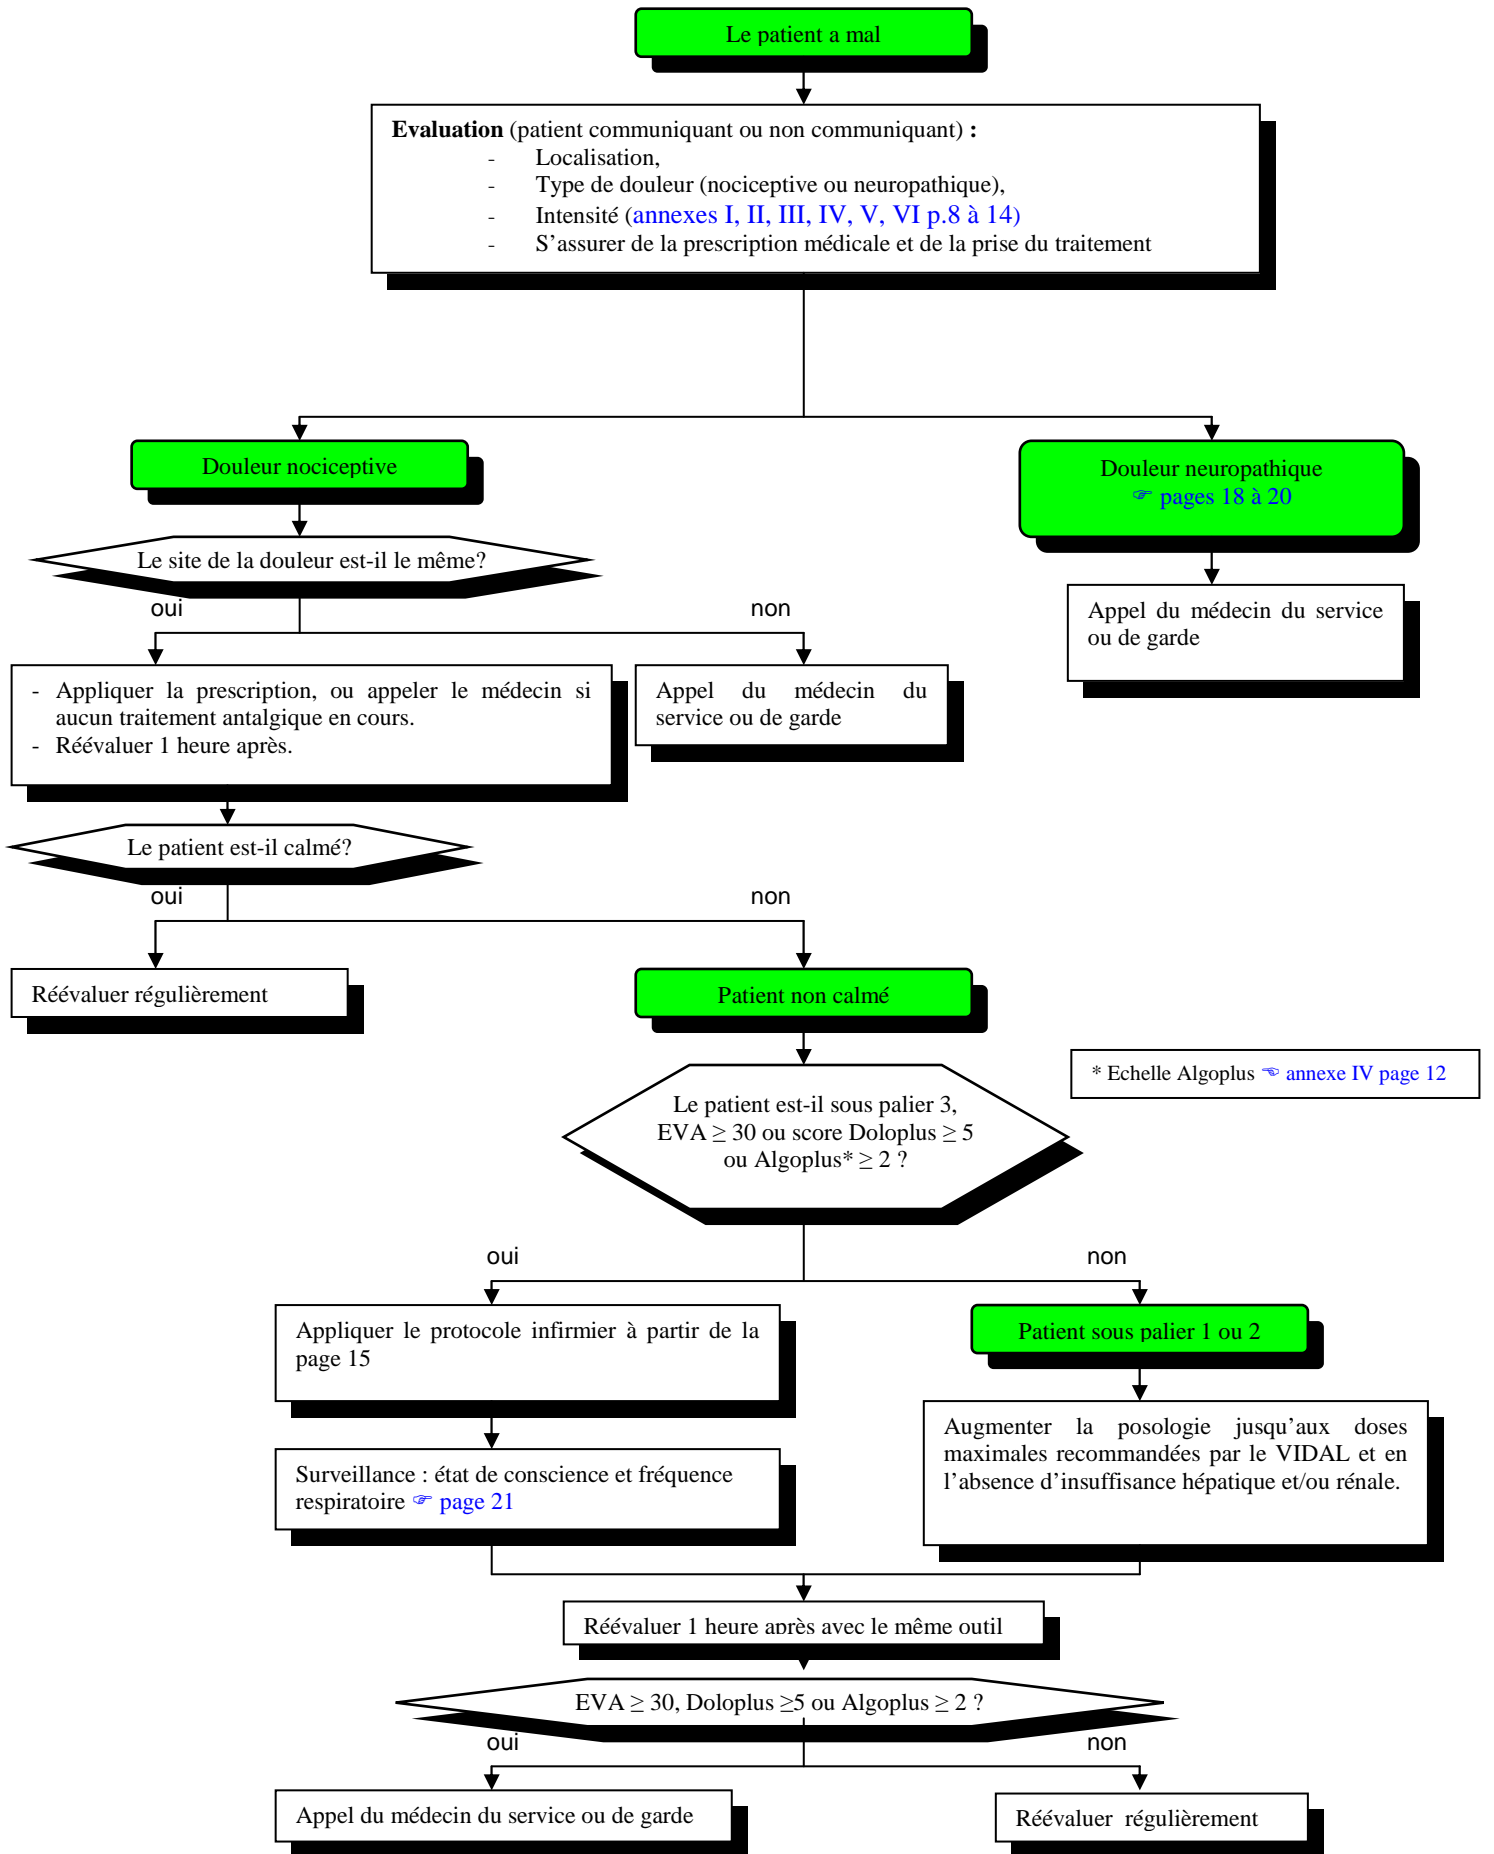 Le patient a mal
Evaluation (patient communiquant ou non communiquant) :
- Localisation,
- Type de douleur (nociceptive ou neuropathique),
- Intensité (annexes I, II, III, IV, V, VI p.8 à 14)
- S’assurer de la prescription médicale et de la prise du traitement
Douleur nociceptive
Douleur neuropathique
☞ pages 18 à 20
Le site de la douleur est-il le même?
oui
non
Appel du médecin du service
ou de garde
- Appliquer la prescription, ou appeler le médecin si
aucun traitement antalgique en cours.
- Réévaluer 1 heure après.
Appel du médecin du
service ou de garde
Le patient est-il calmé?
oui
non
Réévaluer régulièrement
Patient non calmé
* Echelle Algoplus ☜ annexe IV page 12
Le patient est-il sous palier 3,
EVA ≥ 30 ou score Doloplus ≥ 5
ou Algoplus* ≥ 2 ?
oui
non
Appliquer le protocole infirmier à partir de la
page 15
Patient sous palier 1 ou 2
Augmenter la posologie jusqu’aux doses
maximales recommandées par le VIDAL et en
l’absence d’insuffisance hépatique et/ou rénale.
Surveillance : état de conscience et fréquence
respiratoire ☞ page 21
Réévaluer 1 heure après avec le même outil
EVA ≥ 30, Doloplus ≥5 ou Algoplus ≥ 2 ?
oui
non
Appel du médecin du service ou de garde
Réévaluer régulièrement